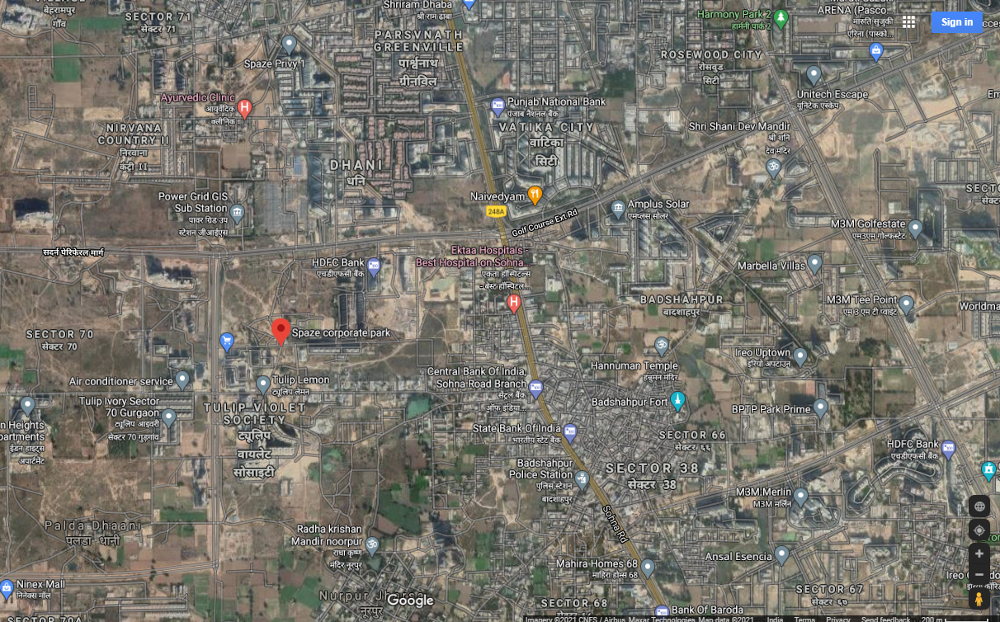 बेहरामपुर
गाँव
SECTOR 71
सेक्टर 71
Shriram Dhaba
श्री राम ढाबा
Harmony Park 2
हार्मनी पार्क 2
ARENA (Pasco...
मारुति सुजुकी
एरिना (पास्को...
Sign in
PARSVNATH
GREENVILLE
पार्श्वनाथ
ग्रीनविल
Spaze Privy 1
ROSEWOOD CITY
रोसवुड
सिटी
Unitech Escape
यूनिटेक एस्केप
Ayurvedic Clinic
आयुर्वेदिक
क्लीनिक
Punjab National Bank
पंजाब नैशनल बैंक
VATIKA CITY
वाटिका
सिटी
NIRVANA
COUNTRY II
निरवाना
कंट्री II
Shri Shani Dev Mandir
श्री शनि
देव मंदिर
DHANI
धनि
Power Grid GIS
Sub Station
पावर ग्रिड उप
स्टेशन जीआईएस
Naivedyam
248A
Golf Course Ext Rd
Amplus Solar
एमप्लस सोलर
M3M Golfestate
एम3एम गोल्फस्टेट
सदर्न पेरिफेरल मार्ग
HDFC Bank
एचडीएफसी बैंक
Ektaa Hospitals -
Best Hospital on Sohna...
एकता हॉस्पिटल्स
- बेस्ट हॉस्पिटल...
Marbella Villas
BADSHAHPUR
बादशाहपुर
M3M Tee Point
एम 3 एम टी प्वाइंट
SECTOR 70
सेक्टर 70
Spaze corporate park
Ireo Uptown
इरियो अपटाउन
Hannuman Temple
हनुमान मंदिर
Central Bank Of India,
Sohna Road Branch
सेंट्रल बैंक
ऑफ इंडिया...
Air conditioner service
Tulip Lemon
ट्यूलिप लेमन
Tulip Ivory Sector
70 Gurgaon
ट्यूलिप आइवरी
सेक्टर 70 गुड़गांव
TULIP VIOLET
SOCIETY
ट्यूलिप
वायलेट
सोसाइटी
Badshahpur Fort
BPTP Park Prime
Heights
ईडन हाइट्स
अपार्टमेंट
State Bank Of India
भारतीय स्टेट बैंक
SECTOR 66
सेक्टर ६६
HDFC Bank
एचडीएफसी बैंक
Badshahpur
Police Station
पुलिस स्टेशन
बादशाहपुर
SECTOR 38
सेक्टर 38
M3M Merlin
M3M मर्लिन
Sohna Rd
Palda Dhaani
पलडा धानी
Radha krishan
Mandir noorpur
राधा कृष्ण
मंदिर नूरपुर
Mahira Homes 68
माहिरा होम्स 68
Ansal Esencia
Ninex Mall
निनेक्स मॉल
Nurpur Jharsa
नूरपुर
Google
SECTOR 67
सेक्टर ६७
SECTOR 68
Bank Of Baroda
SECTOR 70A
Imagery ©2021 CNES / Airbus, Maxar Technologies, Map data ©2021 India Terms Privacy Send feedback 200 m